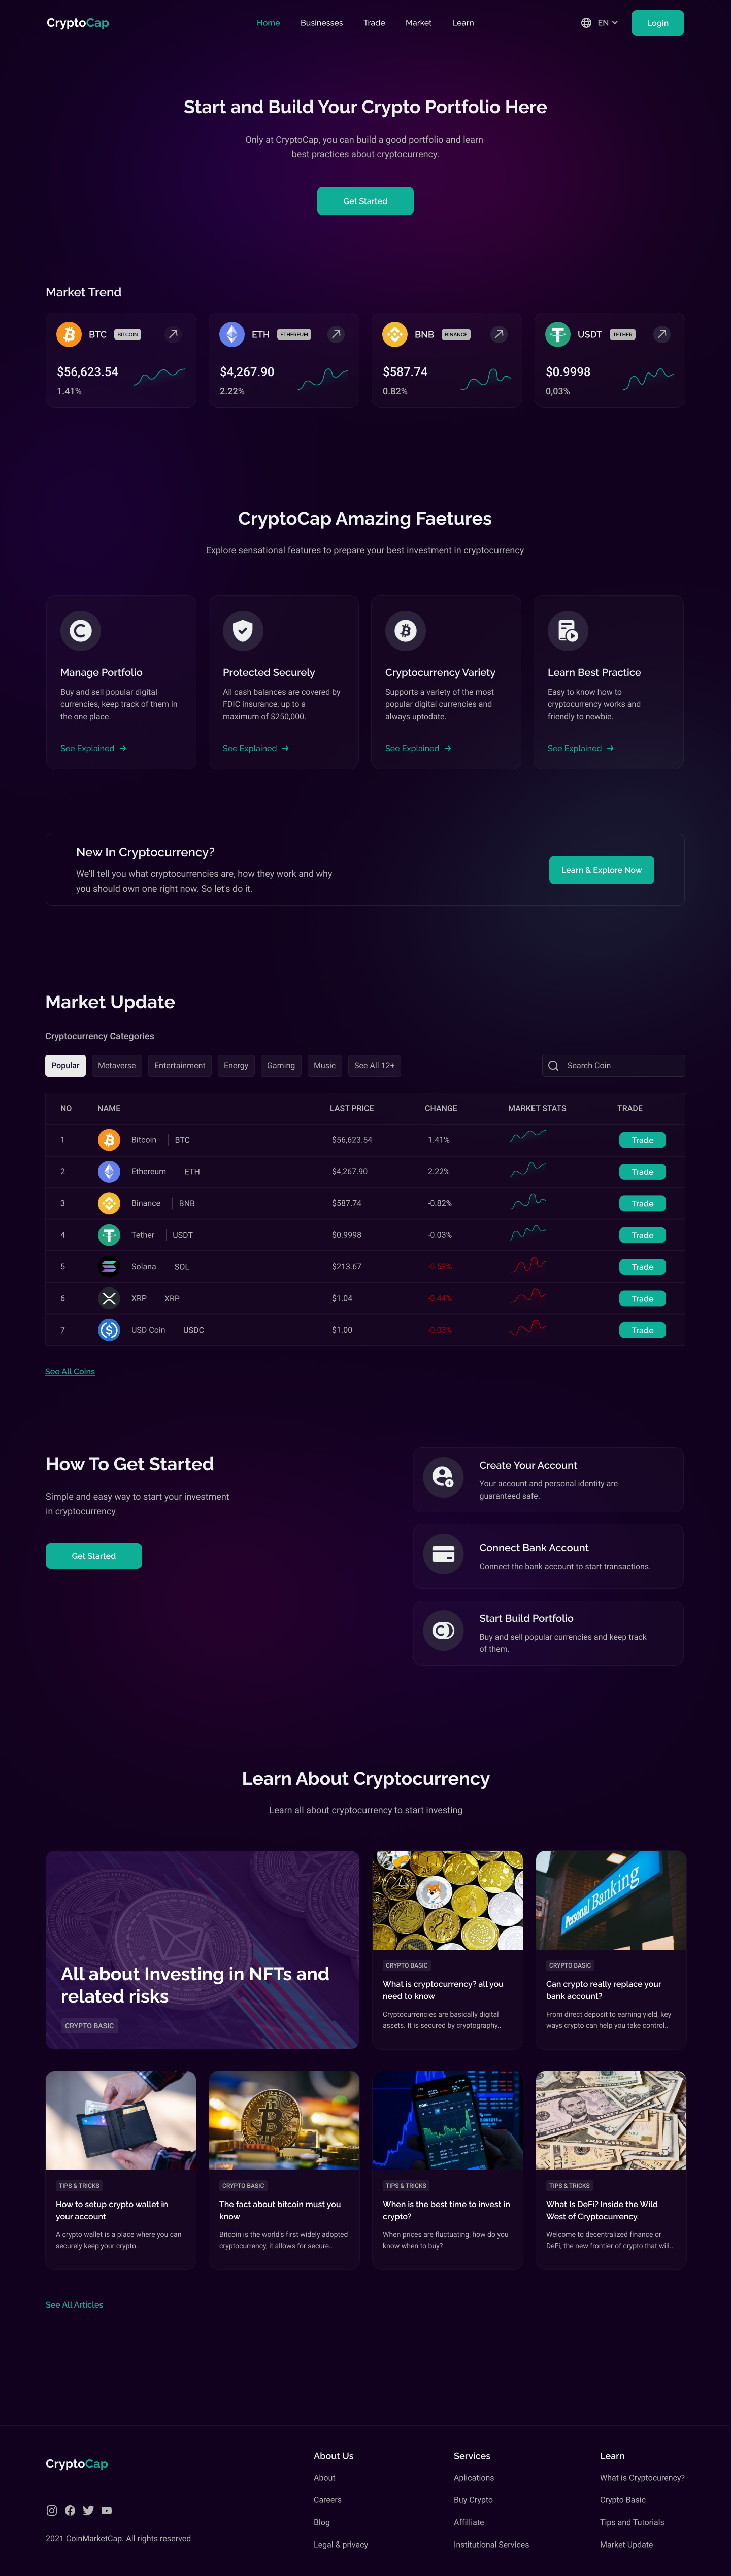 CryptoCap
Home Businesses Trade Market Learn
EN
Login
Start and Build Your Crypto Portfolio Here
Only at CryptoCap, you can build a good portfolio and learn
best practices about cryptocurrency.
Get Started
Market Trend
BTC BITCOIN
$56,623.54
1.41%
ETH ETHEREUM
$4,267.90
2.22%
BNB BINANCE
$587.74
0.82%
USDT TETHER
$0.9998
0,03%
CryptoCap Amazing Faetures
Explore sensational features to prepare your best investment in cryptocurrency
Manage Portfolio
Buy and sell popular digital
currencies, keep track of them in
the one place.
See Explained
Protected Securely
All cash balances are covered by
FDIC insurance, up to a
maximum of $250,000.
See Explained
Cryptocurrency Variety
Supports a variety of the most
popular digital currencies and
always uptodate.
See Explained
Learn Best Practice
Easy to know how to
cryptocurrency works and
friendly to newbie.
See Explained
New In Cryptocurrency?
We'll tell you what cryptocurrencies are, how they work and why
you should own one right now. So let's do it.
Learn & Explore Now
Market Update
Cryptocurrency Categories
Popular Metaverse Entertainment Energy Gaming Music See All 12+
Search Coin
NO NAME LAST PRICE CHANGE MARKET STATS TRADE
1 Bitcoin BTC $56,623.54 1.41% Trade
2 Ethereum ETH $4,267.90 2.22% Trade
3 Binance BNB $587.74 -0.82% Trade
4 Tether USDT $0.9998 -0.03% Trade
5 Solana SOL $213.67 -0.53% Trade
6 XRP XRP $1.04 -0.44% Trade
7 USD Coin USDC $1.00 -0.03% Trade
See All Coins
How To Get Started
Simple and easy way to start your investment
in cryptocurrency
Get Started
Create Your Account
Your account and personal identity are
guaranteed safe.
Connect Bank Account
Connect the bank account to start transactions.
Start Build Portfolio
Buy and sell popular currencies and keep track
of them.
Learn About Cryptocurrency
Learn all about cryptocurrency to start investing
All about Investing in NFTs and
related risks
CRYPTO BASIC
CRYPTO BASIC
What is cryptocurrency? all you
need to know
Cryptocurrencies are basically digital
assets. It is secured by cryptography..
Personal Banking
CRYPTO BASIC
Can crypto really replace your
bank account?
From direct deposit to earning yield, key
ways crypto can help you take control..
TIPS & TRICKS
How to setup crypto wallet in
your account
A crypto wallet is a place where you can
securely keep your crypto..
CRYPTO BASIC
The fact about bitcoin must you
know
Bitcoin is the world's first widely adopted
cryptocurrency, it allows for secure..
TIPS & TRICKS
When is the best time to invest in
crypto?
When prices are fluctuating, how do you
know when to buy?
TIPS & TRICKS
What Is DeFi? Inside the Wild
West of Cryptocurrency.
Welcome to decentralized finance or
DeFi, the new frontier of crypto that will..
See All Articles
CryptoCap
2021 CoinMarketCap. All rights reserved
About Us
About
Careers
Blog
Legal & privacy
Services
Aplications
Buy Crypto
Affilliate
Institutional Services
Learn
What is Cryptocurency?
Crypto Basic
Tips and Tutorials
Market Update